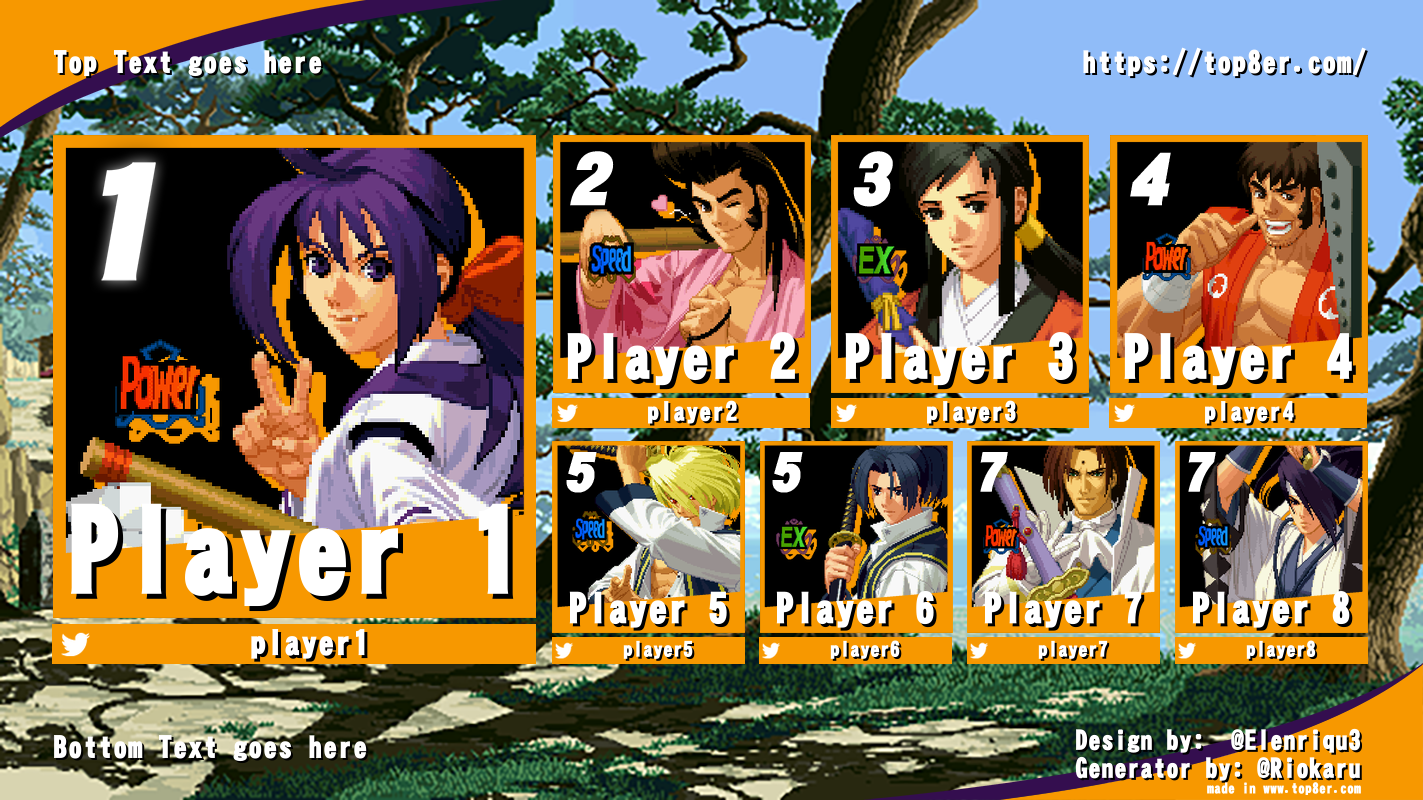 Top Text goes here
https://top8er.com/
1
Power
Player 1
player1
2
Speed
Player 2
player2
3
EX
Player 3
player3
4
Power
Player 4
player4
5
Speed
Player 5
player5
5
EX
Player 6
player6
7
Power
Player 7
player7
7
Speed
Player 8
player8
Bottom Text goes here
Design by: @Elenriqu3
Generator by: @Riokaru
made in www.top8er.com